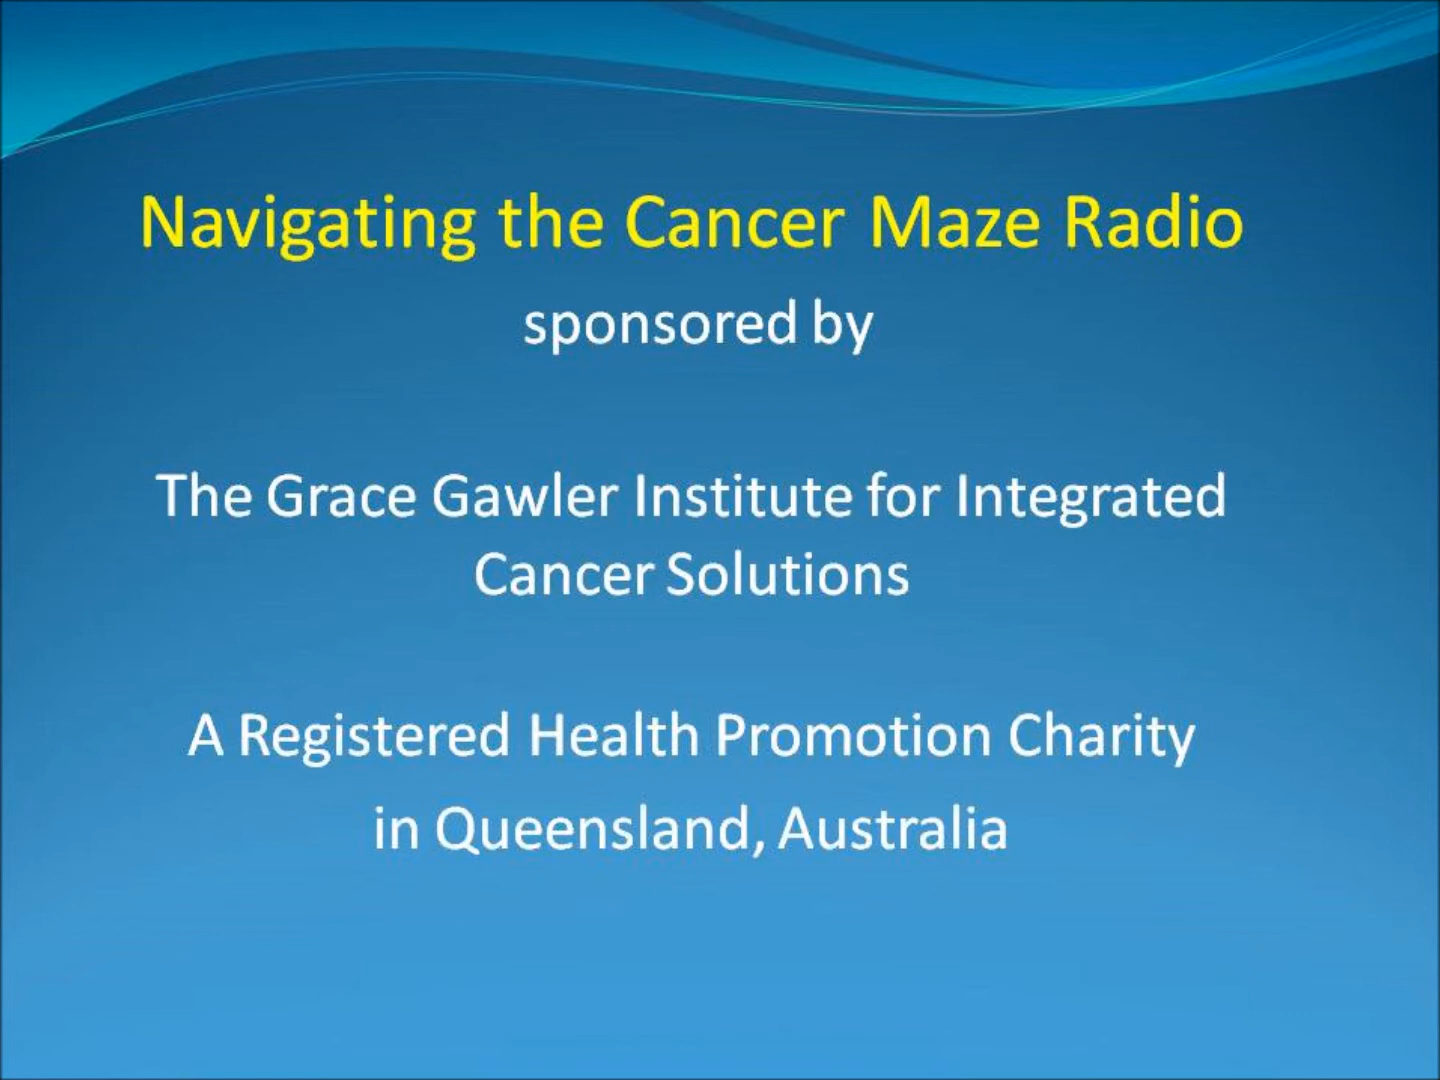 Navigating the Cancer Maze Radio
sponsored by
The Grace Gawler Institute for Integrated
Cancer Solutions
A Registered Health Promotion Charity
in Queensland, Australia